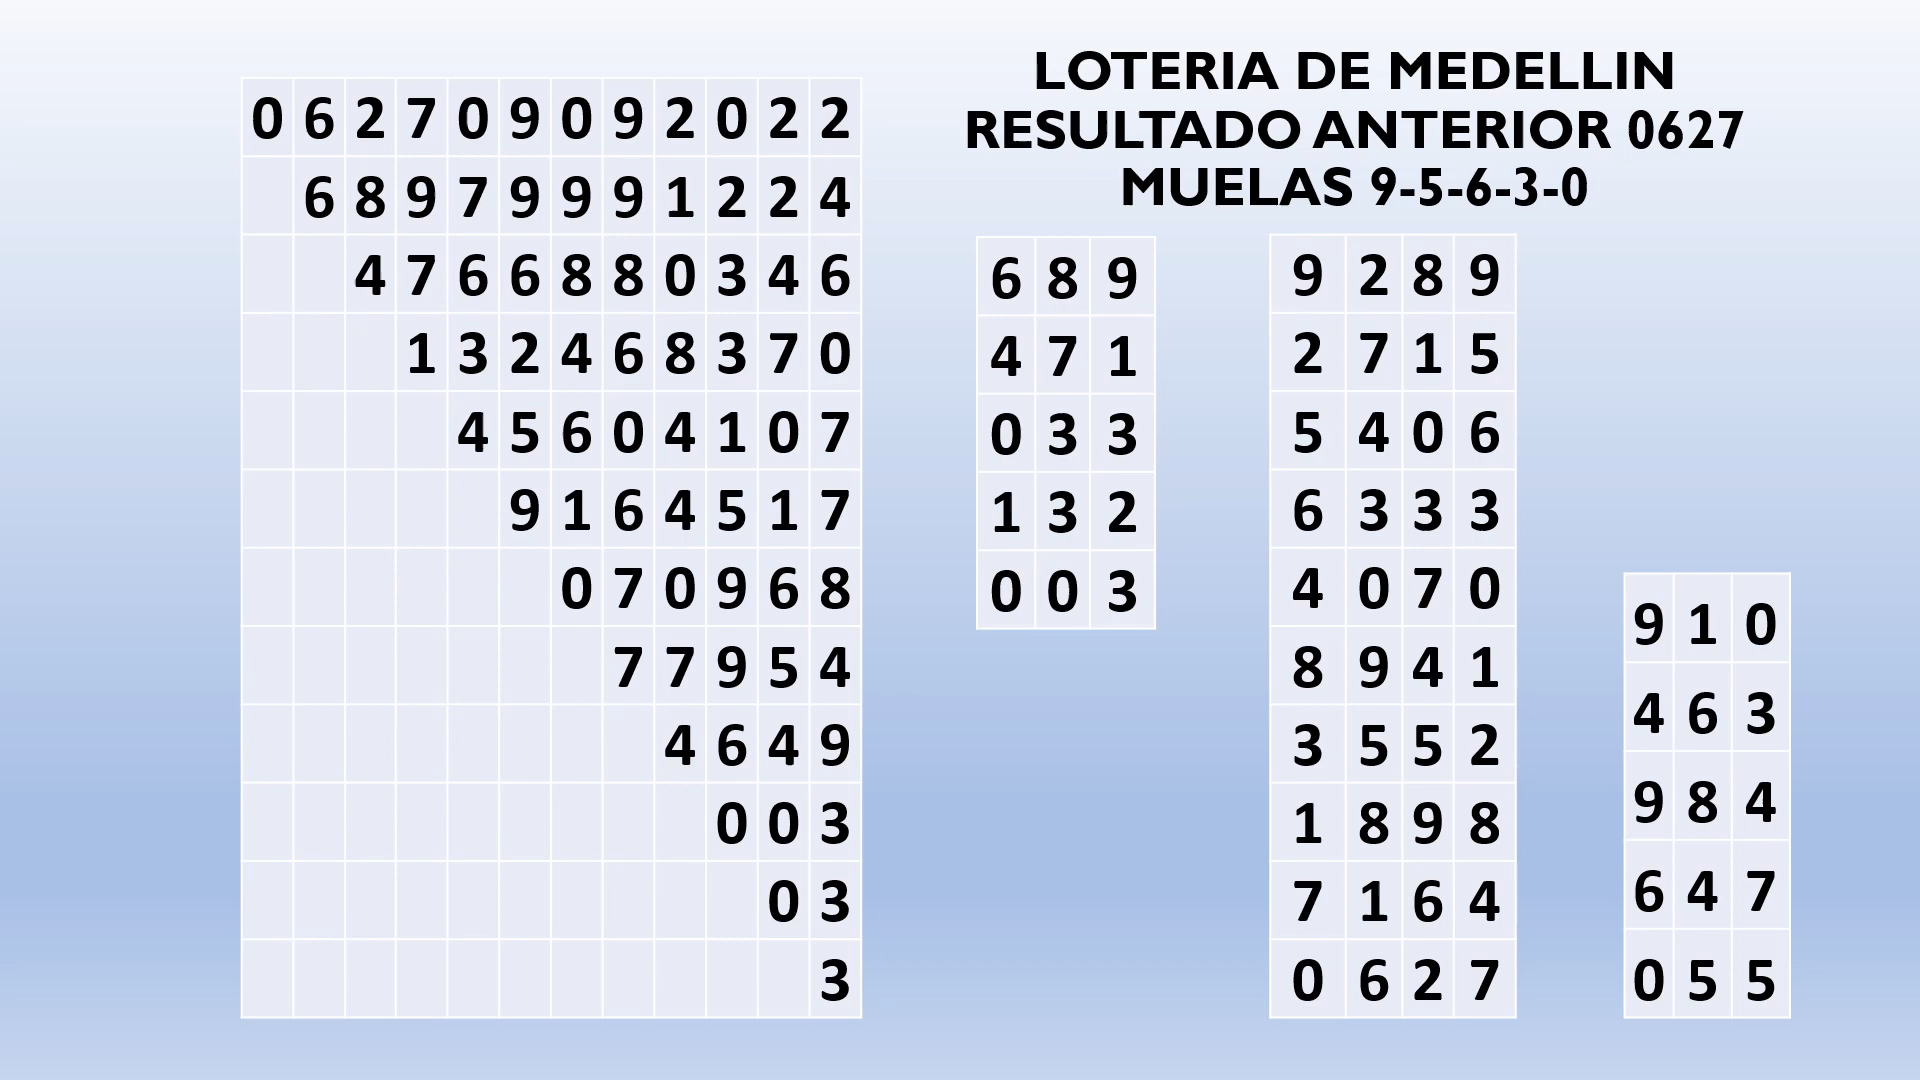 LOTERIA DE MEDELLIN
RESULTADO ANTERIOR 0627
MUELAS 9-5-6-3-0
0 6 2 7 0 9 0 9 2 0 2 2
6 8 9 7 9 9 9 1 2 2 4
4 7 6 6 8 8 0 3 4 6
1 3 2 4 6 8 3 7 0
4 5 6 0 4 1 0 7
9 1 6 4 5 1 7
0 7 0 9 6 8
7 7 9 5 4
4 6 4 9
0 0 3
0 3
3
6 8 9
4 7 1
0 3 3
1 3 2
0 0 3
9 2 8 9
2 7 1 5
5 4 0 6
6 3 3 3
4 0 7 0
8 9 4 1
3 5 5 2
1 8 9 8
7 1 6 4
0 6 2 7
9 1 0
4 6 3
9 8 4
6 4 7
0 5 5